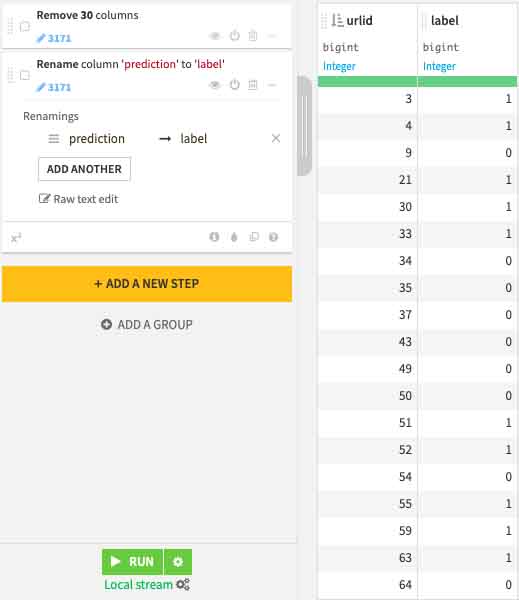 Remove 30 columns
3171
Rename column 'prediction' to 'label'
3171
Renamings
prediction → label ×
ADD ANOTHER
Raw text edit
x²
+ ADD A NEW STEP
ADD A GROUP
RUN
Local stream
urlid label
bigint bigint
Integer Integer
3 1
4 1
9 0
21 1
30 1
33 1
34 0
35 0
37 0
43 0
49 0
50 0
51 1
52 1
54 0
55 1
59 1
63 1
64 0